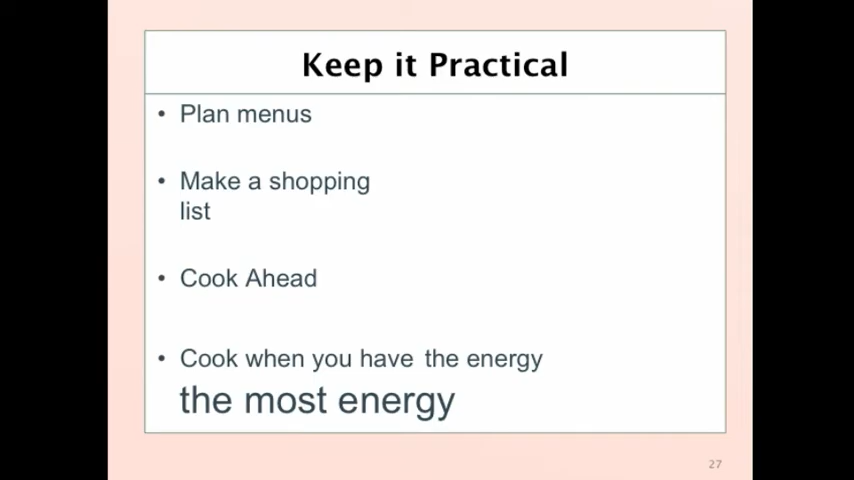 Keep it Practical
• Plan menus
• Make a shopping
list
• Cook Ahead
• Cook when you have the energy
the most energy
27